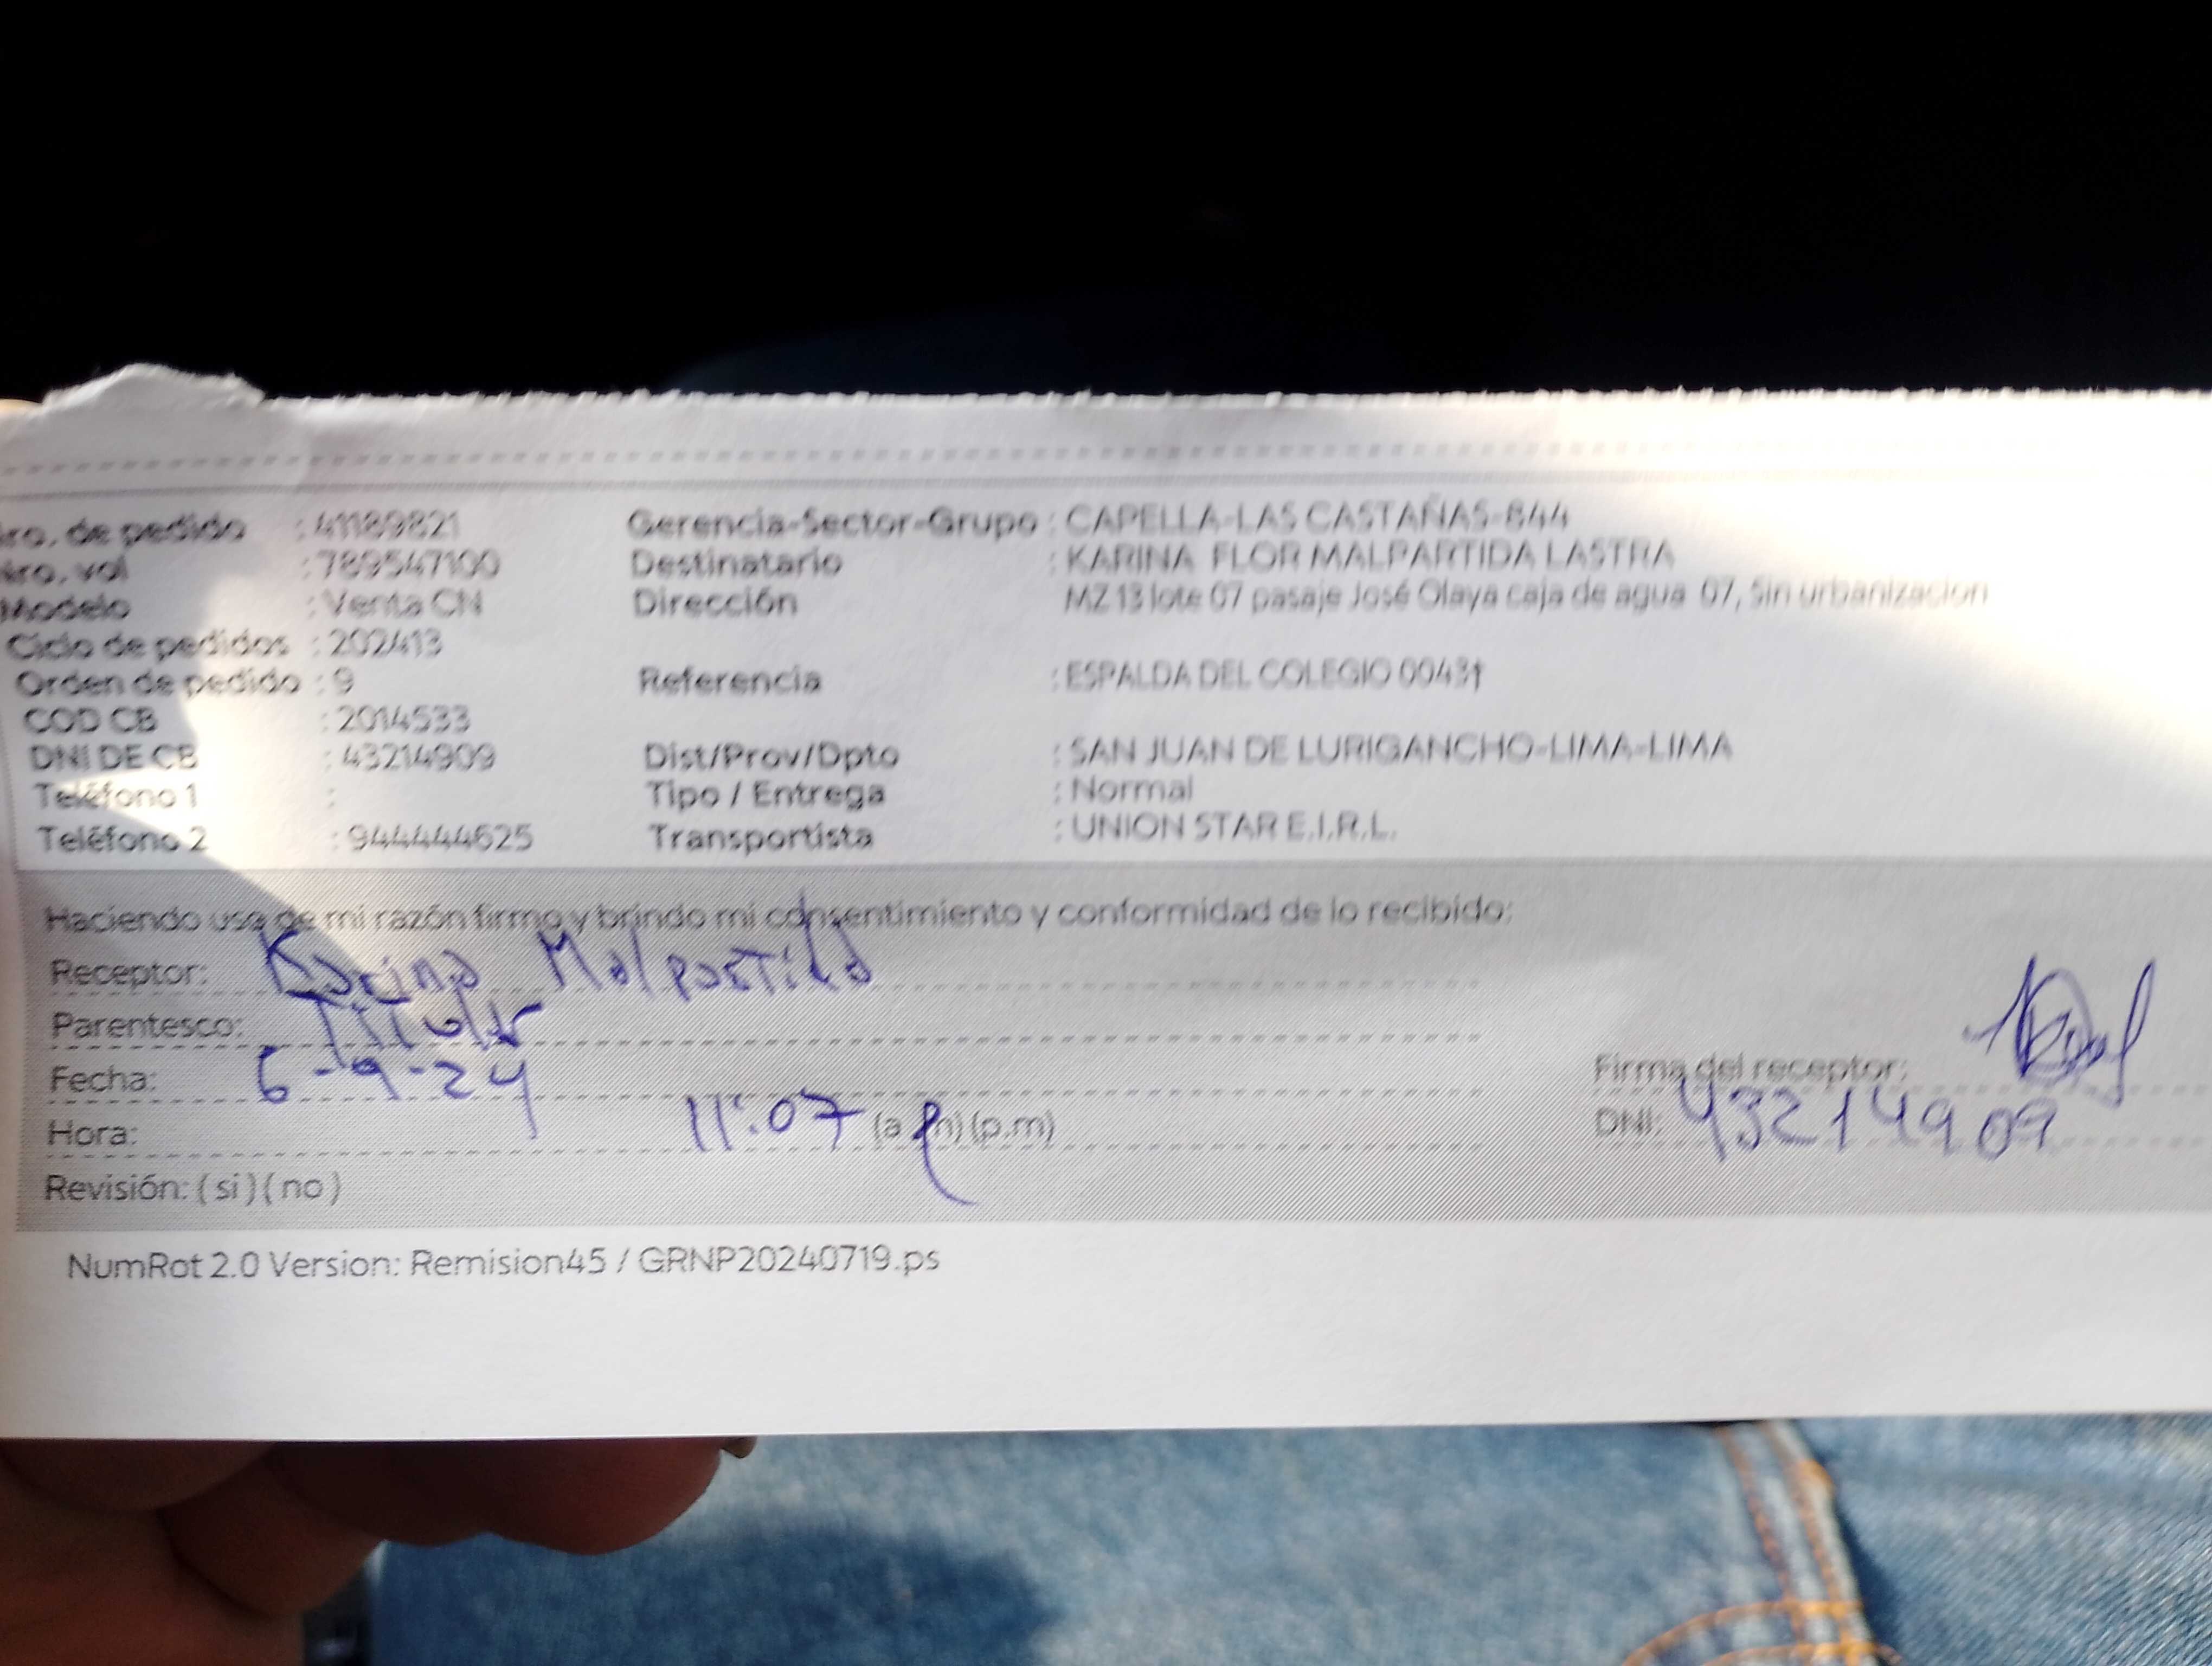 ro. de pedido : 41189821 Gerencia-Sector-Grupo : CAPELLA-LAS CASTAÑAS-844
Nro. vol : 789547100 Destinatario : KARINA FLOR MALPARTIDA LASTRA
Modelo : Venta CN Dirección MZ 13 lote 07 pasaje José Olaya caja de agua 07, Sin urbanizacion
Ciclo de pedidos : 202413
Orden de pedido : 9 Referencia : ESPALDA DEL COLEGIO 0043†
COD CB : 2014533
DNI DE CB : 43214909 Dist/Prov/Dpto : SAN JUAN DE LURIGANCHO-LIMA-LIMA
Teléfono 1 : Tipo / Entrega : Normal
Teléfono 2 : 944444625 Transportista : UNION STAR E.I.R.L.
Haciendo uso de mi razón firmo y brindo mi consentimiento y conformidad de lo recibido:
Receptor: Karina Malpartida
Parentesco: Titular
Fecha: 6-9-24
Firma del receptor:
Hora: 11:07 (a.m) (p.m) DNI: 43214909
Revisión: ( si ) ( no )
NumRot 2.0 Version: Remision45 / GRNP20240719.ps